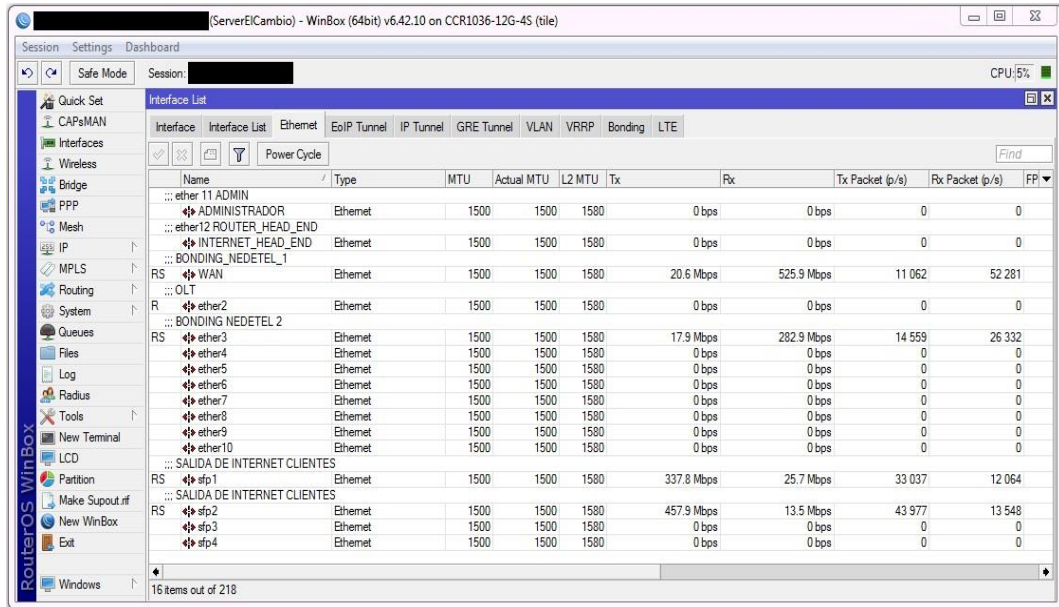 (ServerElCambio) - WinBox (64bit) v6.42.10 on CCR1036-12G-4S (tile)
Session Settings Dashboard
Safe Mode Session: CPU: 5%
Quick Set
CAPsMAN
Interfaces
Wireless
Bridge
PPP
Mesh
IP
MPLS
Routing
System
Queues
Files
Log
Radius
Tools
New Terminal
LCD
Partition
Make Supout.rif
New WinBox
Exit
Windows
RouterOS WinBox
Interface List
Interface Interface List Ethernet EoIP Tunnel IP Tunnel GRE Tunnel VLAN VRRP Bonding LTE
Power Cycle Find
Name / Type MTU Actual MTU L2 MTU Tx Rx Tx Packet (p/s) Rx Packet (p/s) FP
;;; ether 11 ADMIN
ADMINISTRADOR Ethernet 1500 1500 1580 0 bps 0 bps 0 0
;;; ether12 ROUTER_HEAD_END
INTERNET_HEAD_END Ethernet 1500 1500 1580 0 bps 0 bps 0 0
;;; BONDING_NEDETEL_1
RS WAN Ethernet 1500 1500 1580 20.6 Mbps 525.9 Mbps 11 062 52 281
;;; OLT
R ether2 Ethernet 1500 1500 1580 0 bps 0 bps 0 0
;;; BONDING NEDETEL 2
RS ether3 Ethernet 1500 1500 1580 17.9 Mbps 282.9 Mbps 14 559 26 332
ether4 Ethernet 1500 1500 1580 0 bps 0 bps 0 0
ether5 Ethernet 1500 1500 1580 0 bps 0 bps 0 0
ether6 Ethernet 1500 1500 1580 0 bps 0 bps 0 0
ether7 Ethernet 1500 1500 1580 0 bps 0 bps 0 0
ether8 Ethernet 1500 1500 1580 0 bps 0 bps 0 0
ether9 Ethernet 1500 1500 1580 0 bps 0 bps 0 0
ether10 Ethernet 1500 1500 1580 0 bps 0 bps 0 0
;;; SALIDA DE INTERNET CLIENTES
RS sfp1 Ethernet 1500 1500 1580 337.8 Mbps 25.7 Mbps 33 037 12 064
;;; SALIDA DE INTERNET CLIENTES
RS sfp2 Ethernet 1500 1500 1580 457.9 Mbps 13.5 Mbps 43 977 13 548
sfp3 Ethernet 1500 1500 1580 0 bps 0 bps 0 0
sfp4 Ethernet 1500 1500 1580 0 bps 0 bps 0 0
16 items out of 218